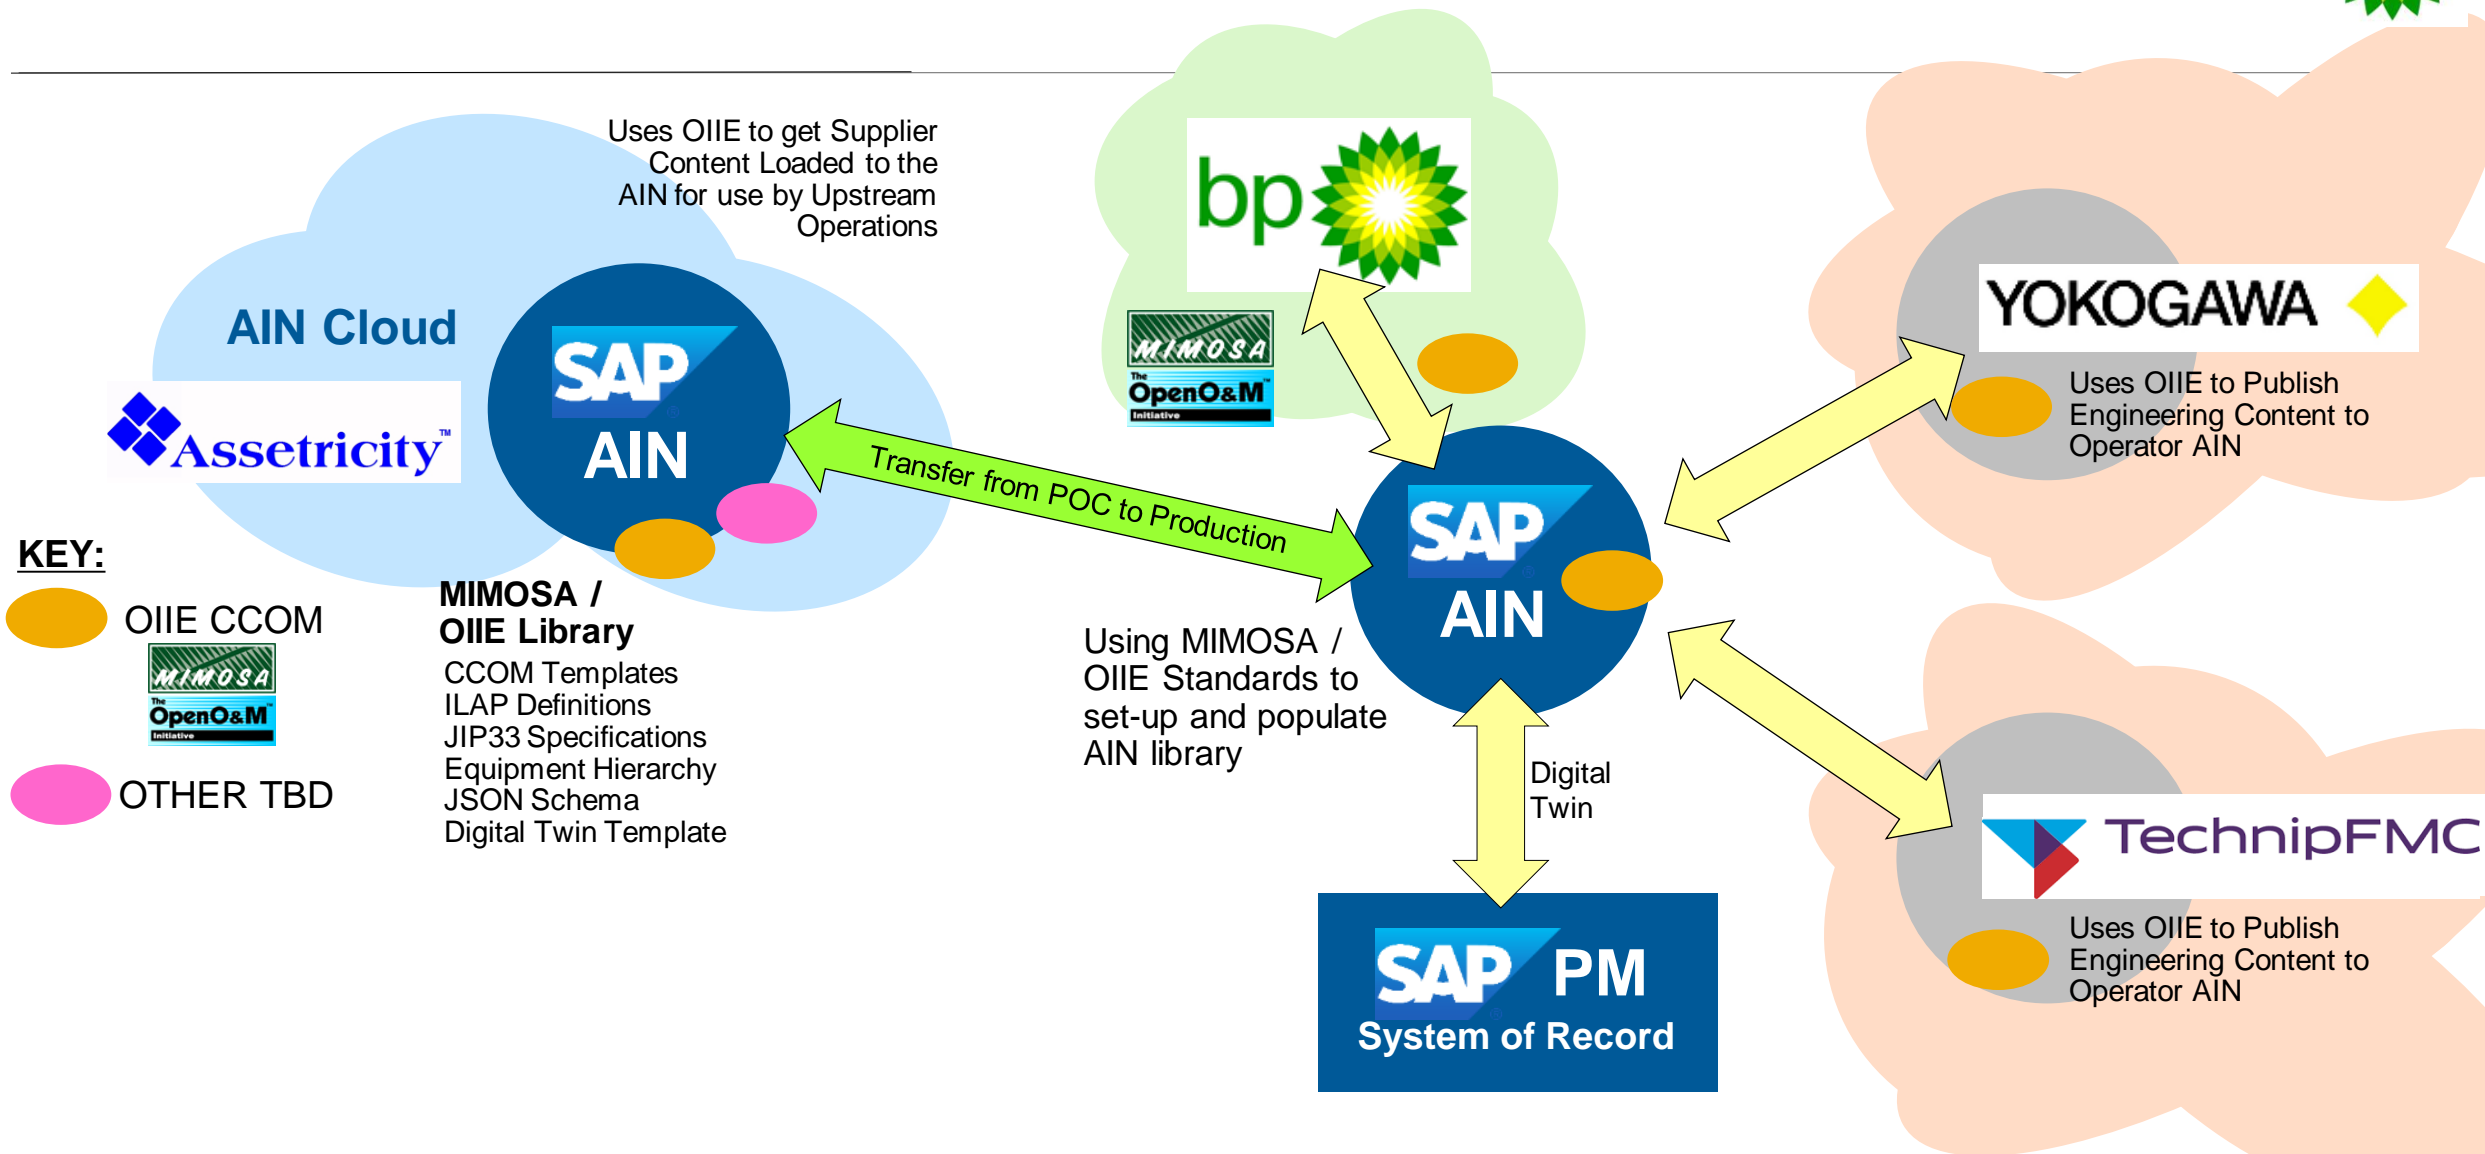 Uses OIIE to get Supplier
Content Loaded to the
AIN for use by Upstream
Operations
AIN Cloud
Assetricity™
SAP
®
AIN
KEY:
OIIE CCOM
MIMOSA
The
OpenO&M™
Initiative
OTHER TBD
MIMOSA /
OIIE Library
CCOM Templates
ILAP Definitions
JIP33 Specifications
Equipment Hierarchy
JSON Schema
Digital Twin Template
Transfer from POC to Production
bp
MIMOSA
The
OpenO&M™
Initiative
SAP
®
AIN
Using MIMOSA /
OIIE Standards to
set-up and populate
AIN library
Digital
Twin
SAP PM
®
System of Record
YOKOGAWA
Uses OIIE to Publish
Engineering Content to
Operator AIN
TechnipFMC
Uses OIIE to Publish
Engineering Content to
Operator AIN